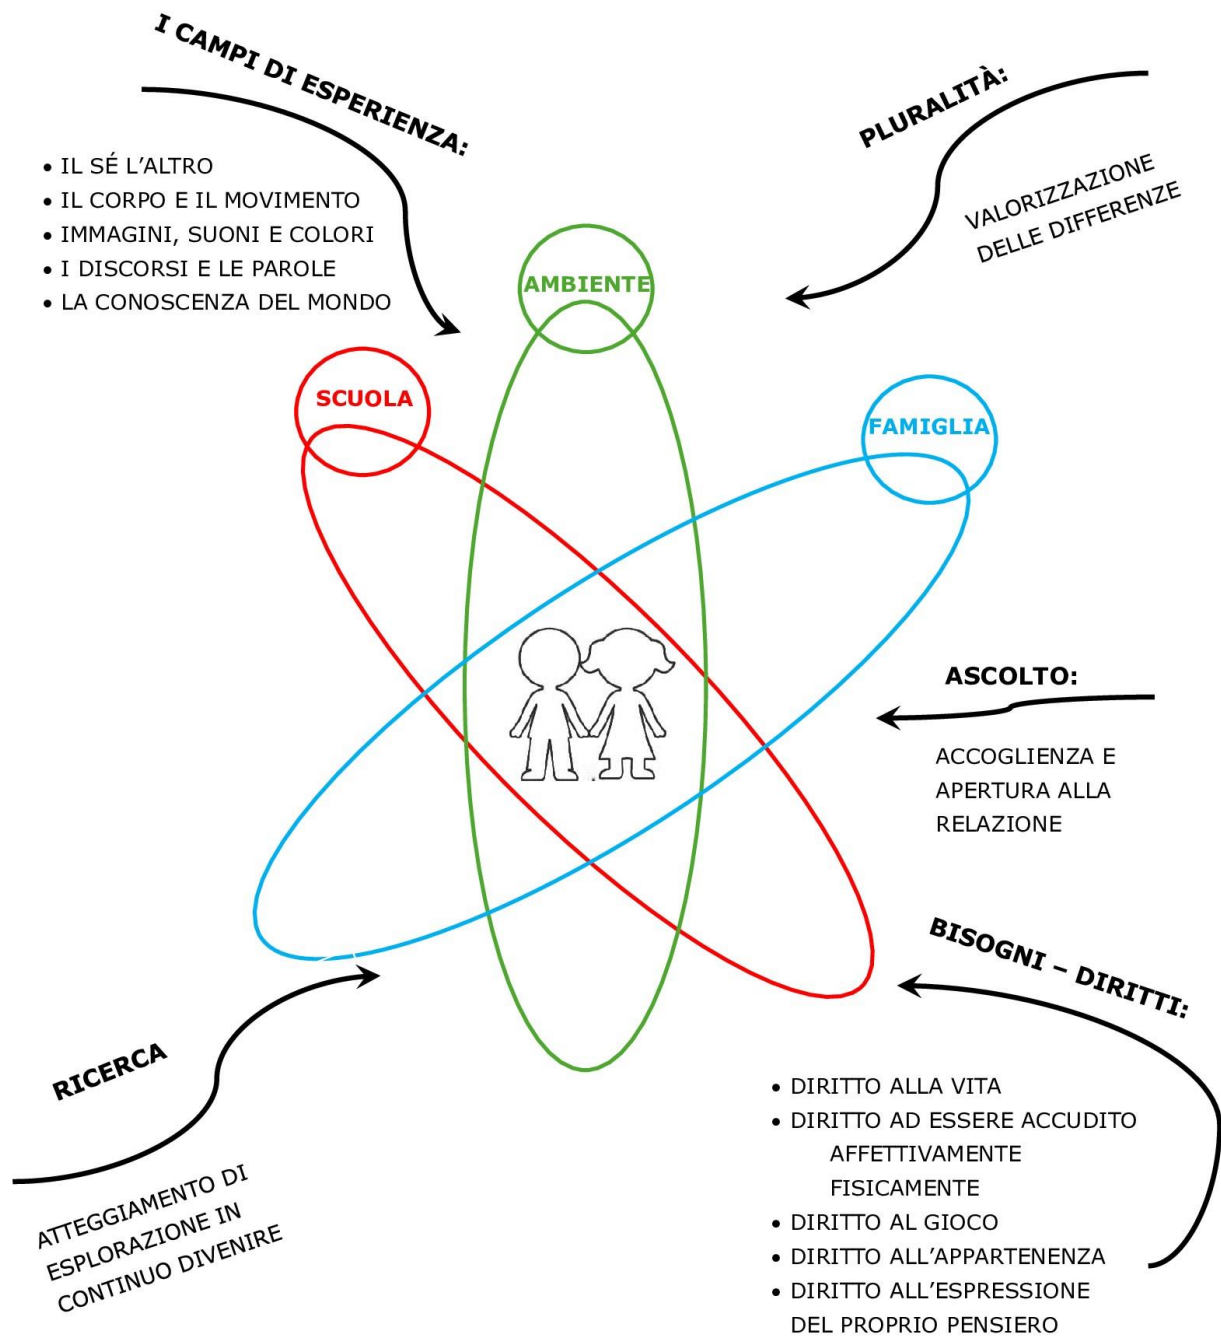 I CAMPI DI ESPERIENZA:
• IL SÉ L’ALTRO
• IL CORPO E IL MOVIMENTO
• IMMAGINI, SUONI E COLORI
• I DISCORSI E LE PAROLE
• LA CONOSCENZA DEL MONDO
PLURALITÀ:
VALORIZZAZIONE
DELLE DIFFERENZE
AMBIENTE
SCUOLA
FAMIGLIA
ASCOLTO:
ACCOGLIENZA E
APERTURA ALLA
RELAZIONE
BISOGNI – DIRITTI:
• DIRITTO ALLA VITA
• DIRITTO AD ESSERE ACCUDITO
AFFETTIVAMENTE
FISICAMENTE
• DIRITTO AL GIOCO
• DIRITTO ALL’APPARTENENZA
• DIRITTO ALL’ESPRESSIONE
DEL PROPRIO PENSIERO
RICERCA
ATTEGGIAMENTO DI
ESPLORAZIONE IN
CONTINUO DIVENIRE